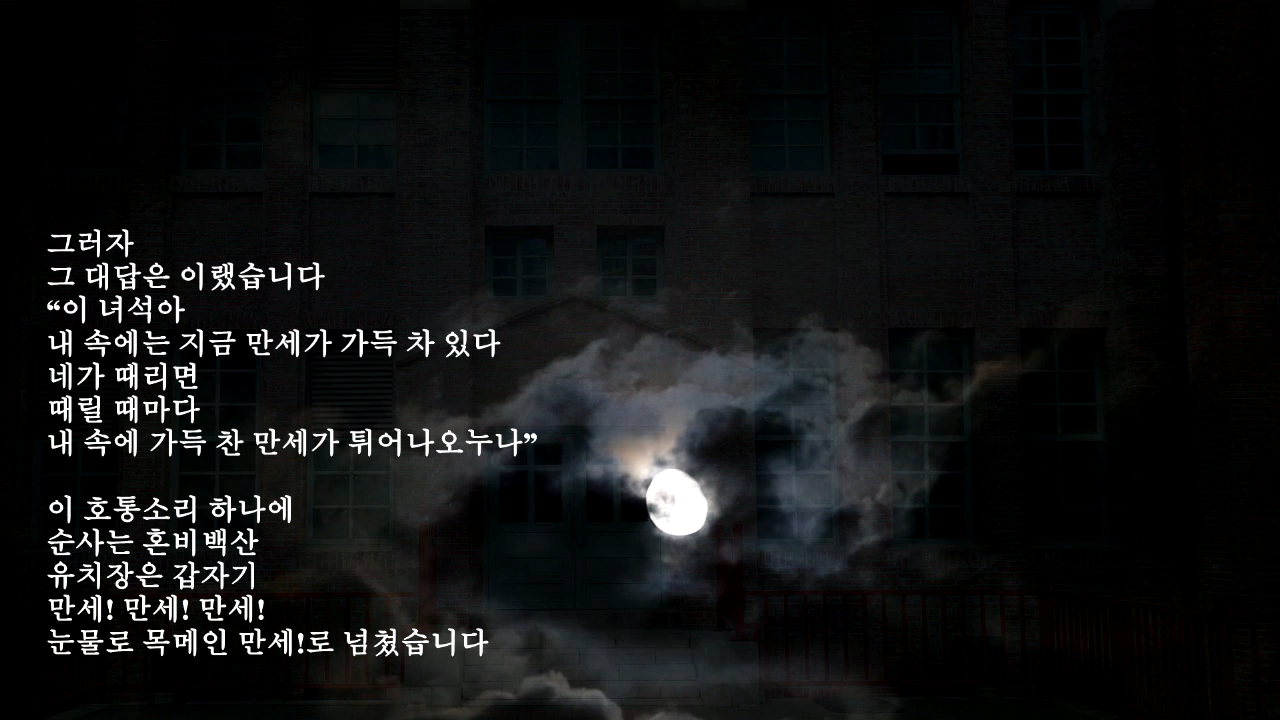 그러자
그 대답은 이랬습니다
“이 녀석아
내 속에는 지금 만세가 가득 차 있다
네가 때리면
때릴 때마다
내 속에 가득 찬 만세가 튀어나오누나”
이 호통소리 하나에
순사는 혼비백산
유치장은 갑자기
만세! 만세! 만세!
눈물로 목메인 만세!로 넘쳤습니다